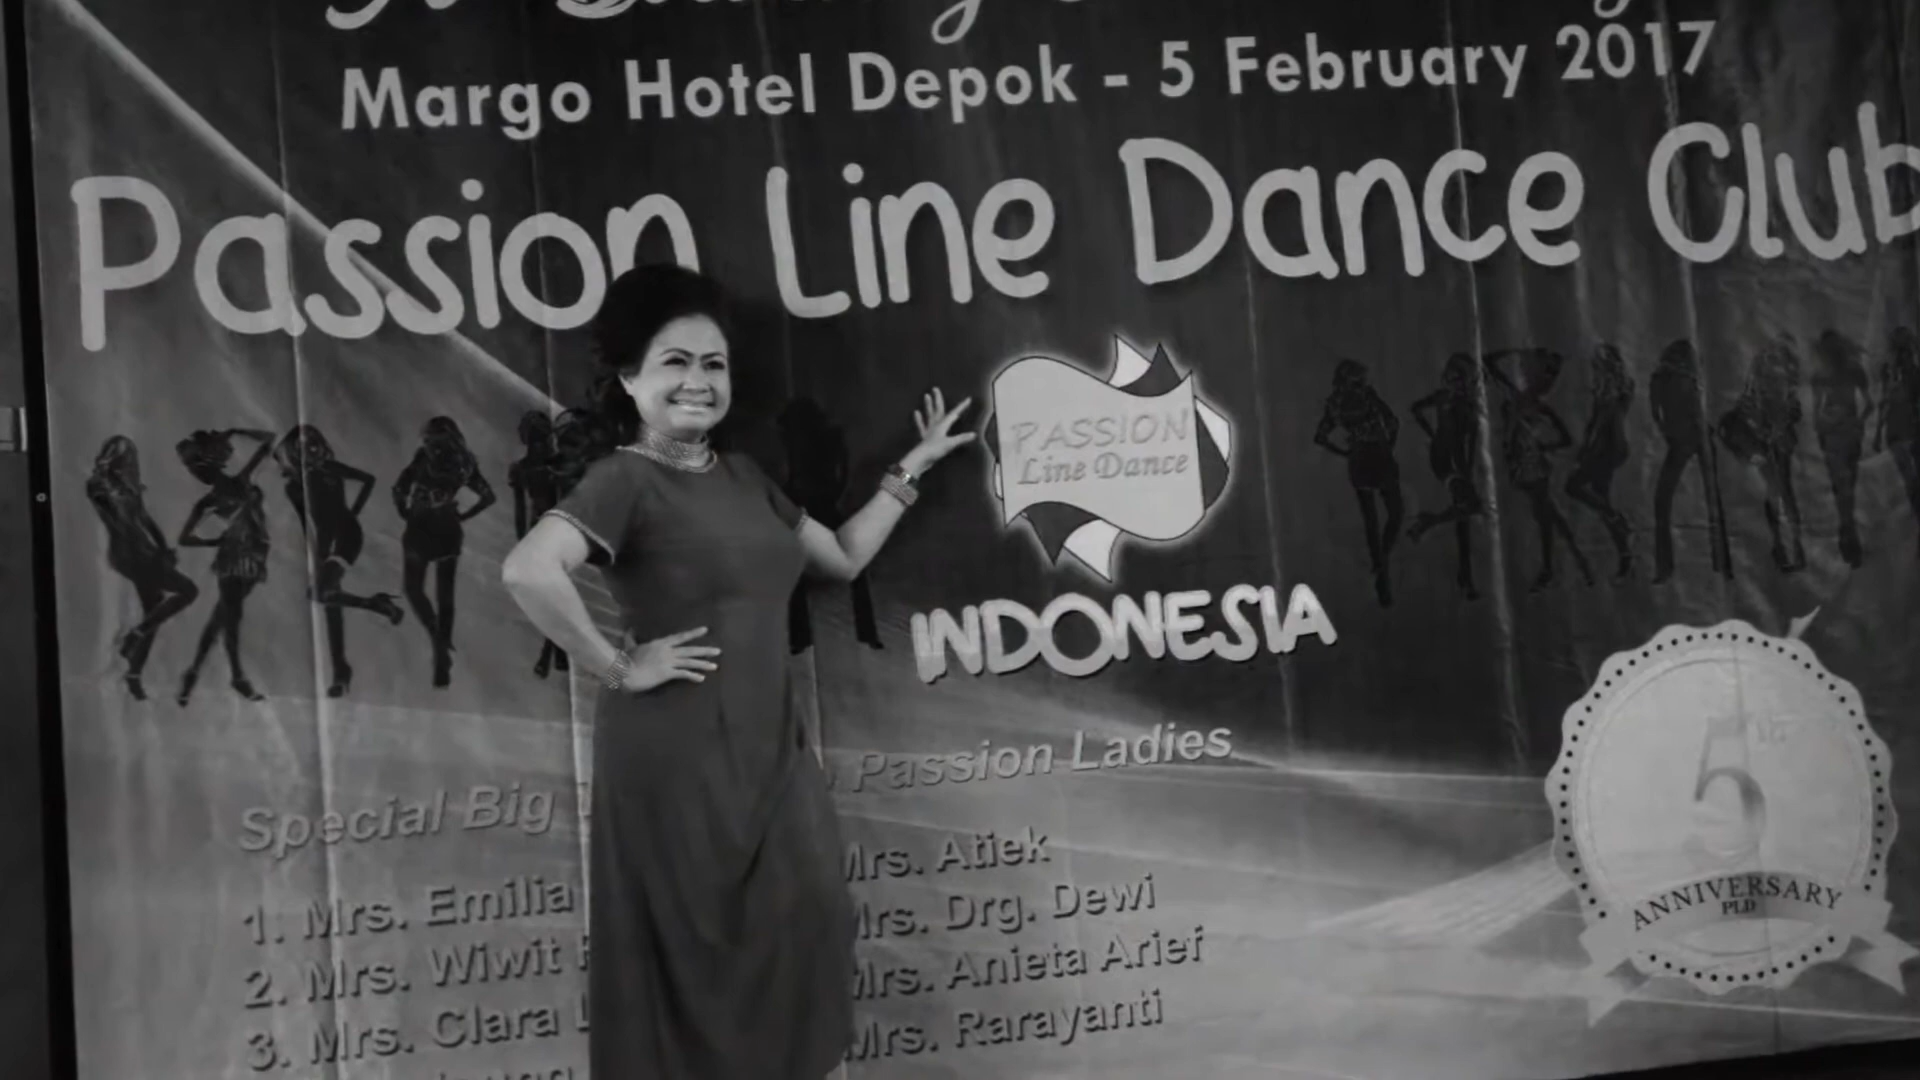 Margo Hotel Depok - 5 February 2017
Passion Line Dance Club
PASSION
Line Dance
INDONESIA
Special Big
Passion Ladies
1. Mrs. Emilia
2. Mrs. Wiwit
3. Mrs. Clara
Mrs. Atiek
Mrs. Drg. Dewi
Mrs. Anieta Arief
Mrs. Rarayanti
5th
ANNIVERSARY
PLD